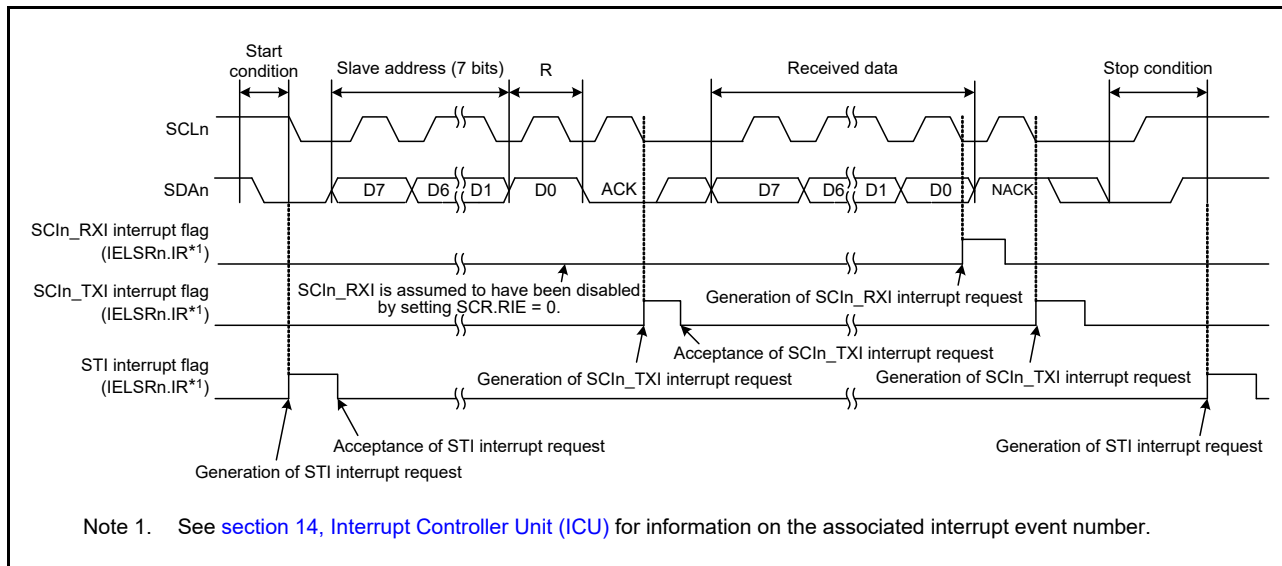 Start
condition
Slave address (7 bits)
R
Received data
Stop condition
SCLn
SDAn
D7
D6
D1
D0
ACK
D7
D6
D1
D0
NACK
SCIn_RXI interrupt flag
(IELSRn.IR*1)
SCIn_RXI is assumed to have been disabled
by setting SCR.RIE = 0.
Generation of SCIn_RXI interrupt request
SCIn_TXI interrupt flag
(IELSRn.IR*1)
Acceptance of SCIn_TXI interrupt request
Generation of SCIn_TXI interrupt request
Generation of SCIn_TXI interrupt request
STI interrupt flag
(IELSRn.IR*1)
Acceptance of STI interrupt request
Generation of STI interrupt request
Generation of STI interrupt request
Note 1. See section 14, Interrupt Controller Unit (ICU) for information on the associated interrupt event number.